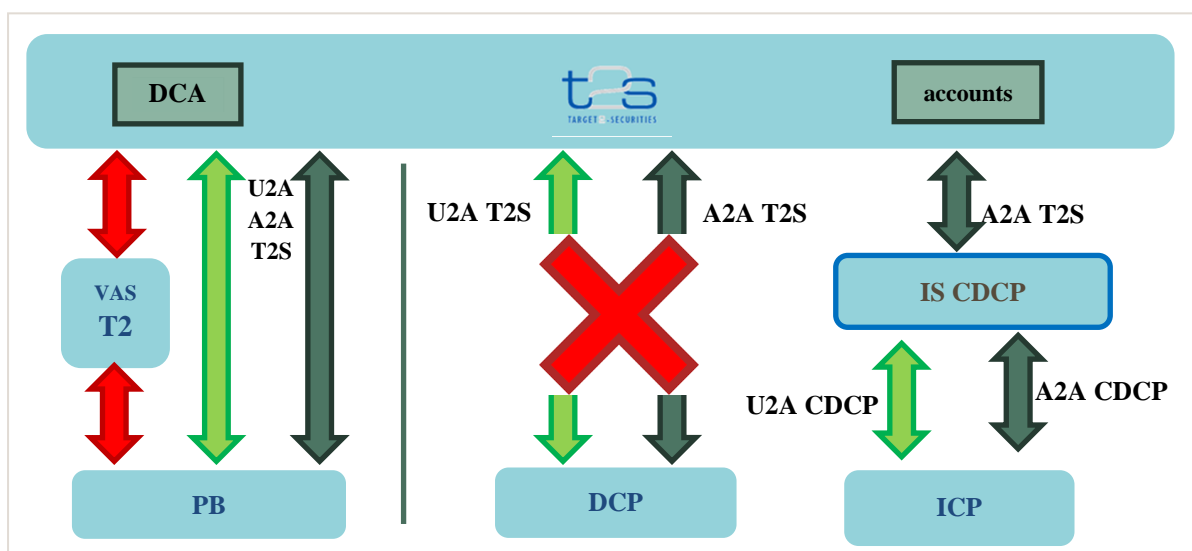 DCA
t2s
TARGET2-SECURITIES
accounts
U2A
A2A
T2S
U2A T2S
A2A T2S
A2A T2S
VAS
T2
IS CDCP
U2A CDCP
A2A CDCP
PB
DCP
ICP